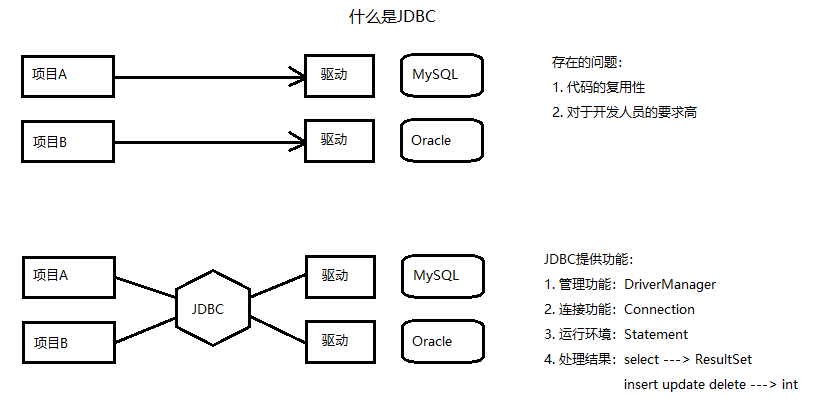 什么是JDBC
项目A
驱动
MySQL
项目B
驱动
Oracle
存在的问题：
1. 代码的复用性
2. 对于开发人员的要求高
项目A
驱动
MySQL
JDBC
项目B
驱动
Oracle
JDBC提供功能：
1. 管理功能：DriverManager
2. 连接功能：Connection
3. 运行环境：Statement
4. 处理结果：select ---> ResultSet
insert update delete ---> int